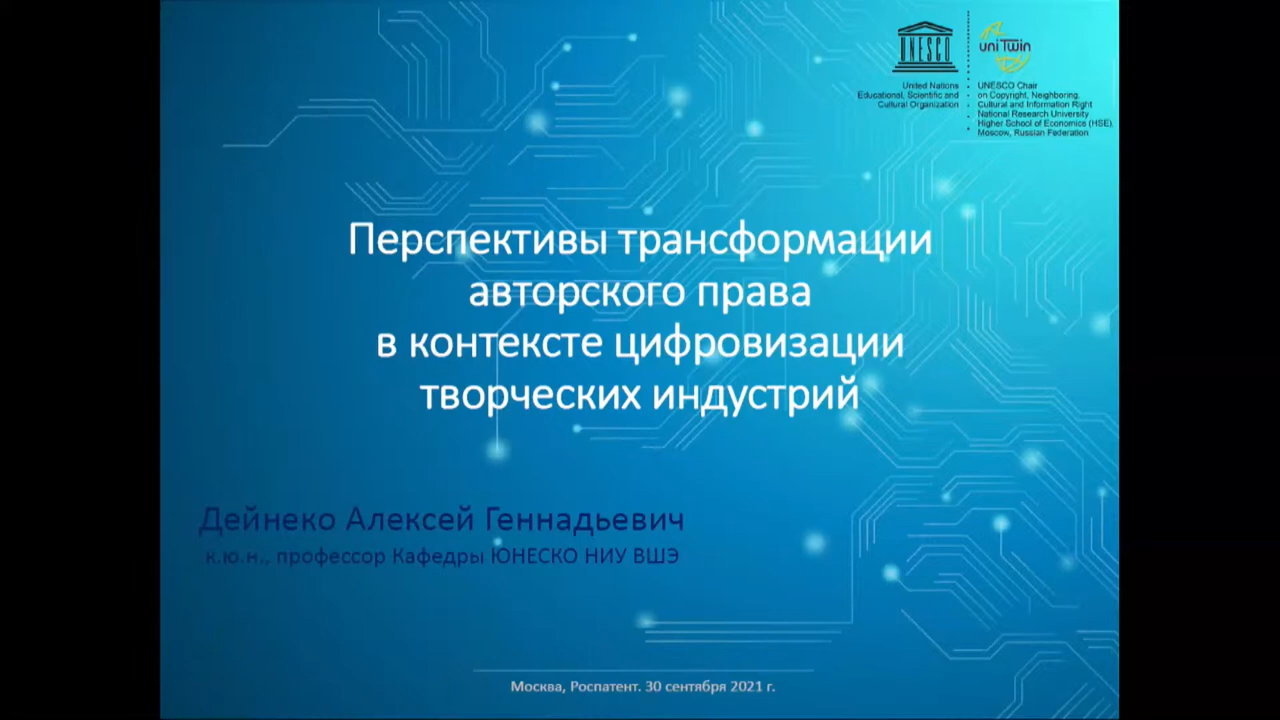 UNESCO
uniTwin
United Nations
Educational, Scientific and
Cultural Organization
UNESCO Chair
on Copyright, Neighboring,
Cultural and Information Right
National Research University
Higher School of Economics (HSE),
Moscow, Russian Federation
Перспективы трансформации
авторского права
в контексте цифровизации
творческих индустрий
Дейнеко Алексей Геннадьевич
к.ю.н., профессор Кафедры ЮНЕСКО НИУ ВШЭ
Москва, Роспатент. 30 сентября 2021 г.